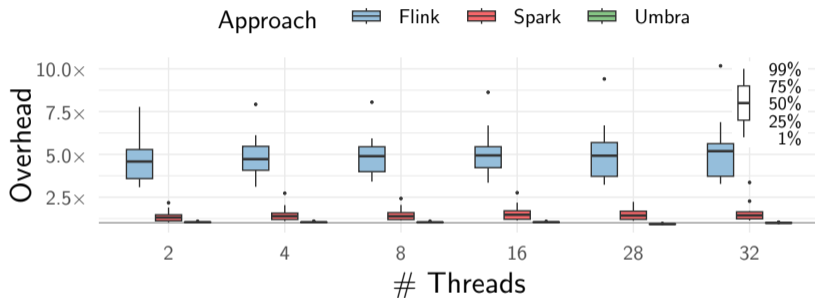 Approach Flink Spark Umbra
10.0×
7.5×
5.0×
2.5×
Overhead
99%
75%
50%
25%
1%
2 4 8 16 28 32
# Threads